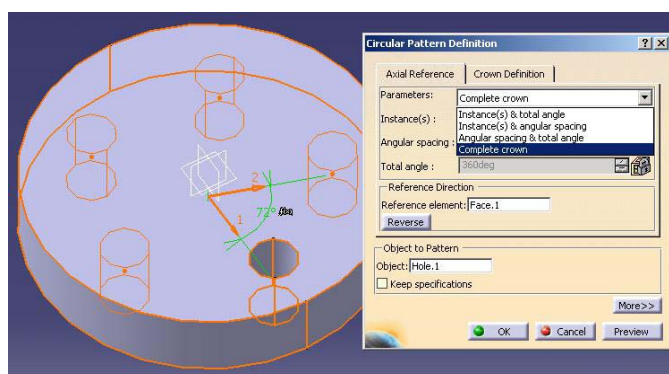 Circular Pattern Definition
Axial Reference
Crown Definition
Parameters: Complete crown
Instance(s) & total angle
Instance(s) : Instance(s) & angular spacing
Angular spacing : Angular spacing & total angle
Complete crown
Total angle : 360deg
Reference Direction
Reference element: Face.1
Reverse
Object to Pattern
Object: Hole.1
Keep specifications
More>>
OK Cancel Preview
2
72°
1